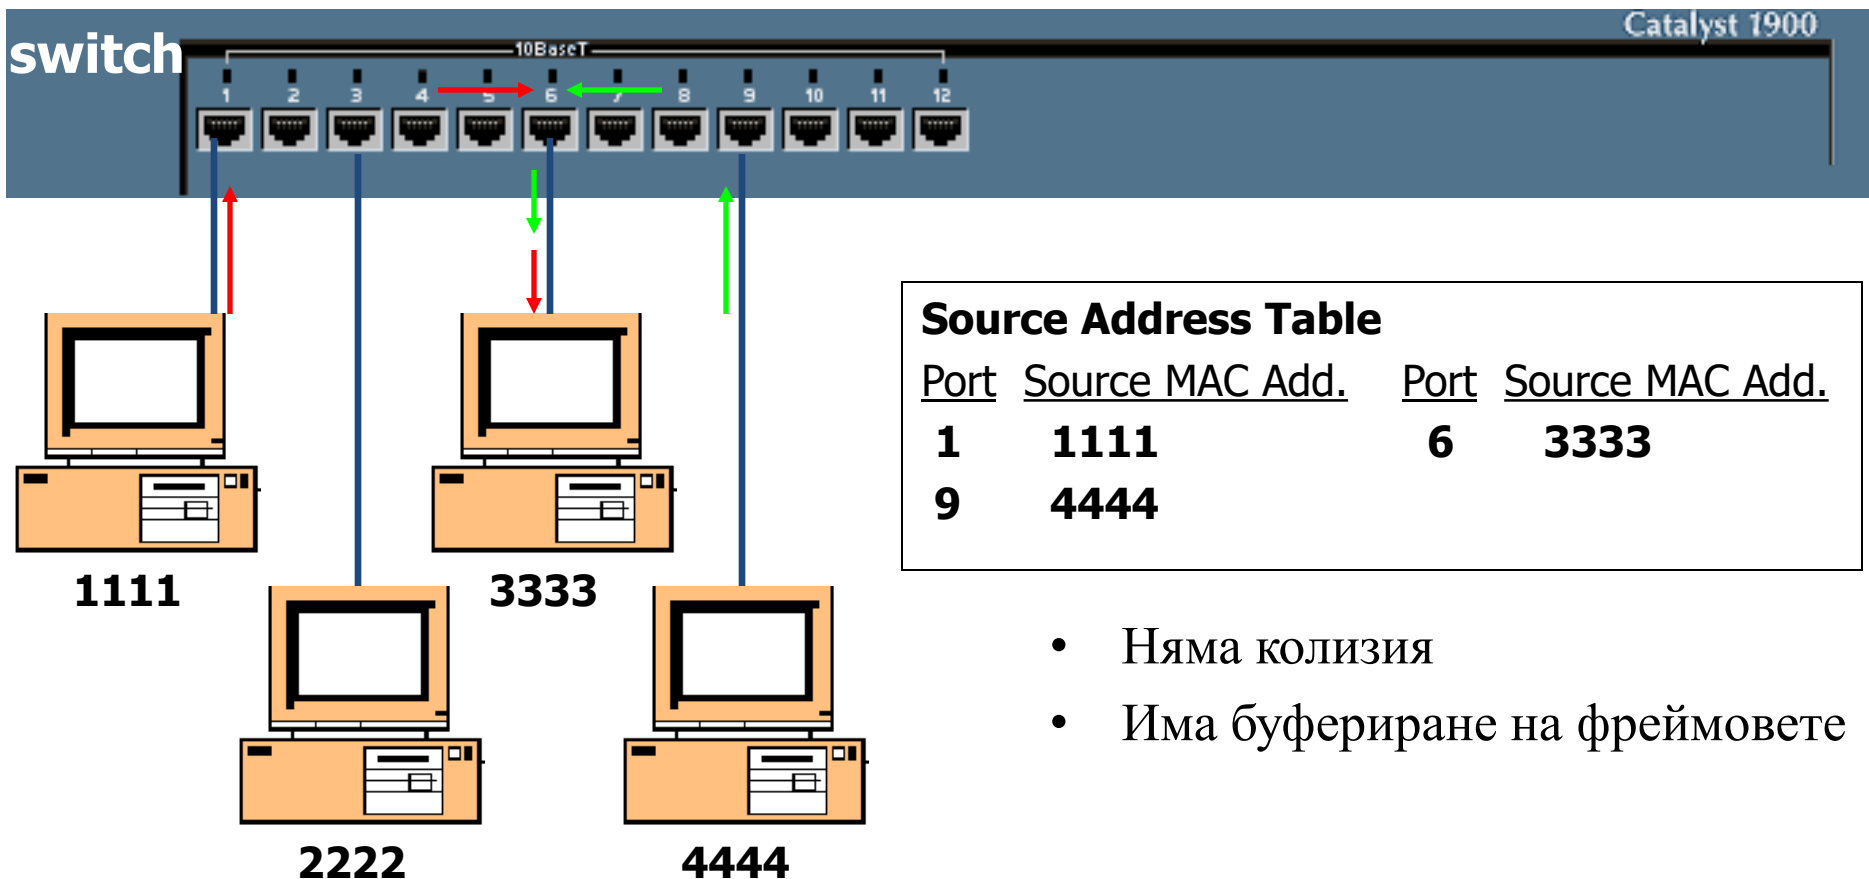 Catalyst 1900
switch
10BaseT
1 2 3 4 5 6 7 8 9 10 11 12
Source Address Table
Port Source MAC Add. Port Source MAC Add.
1 1111 6 3333
9 4444
1111
3333
2222
4444
• Няма колизия
• Има буфериране на фреймовете